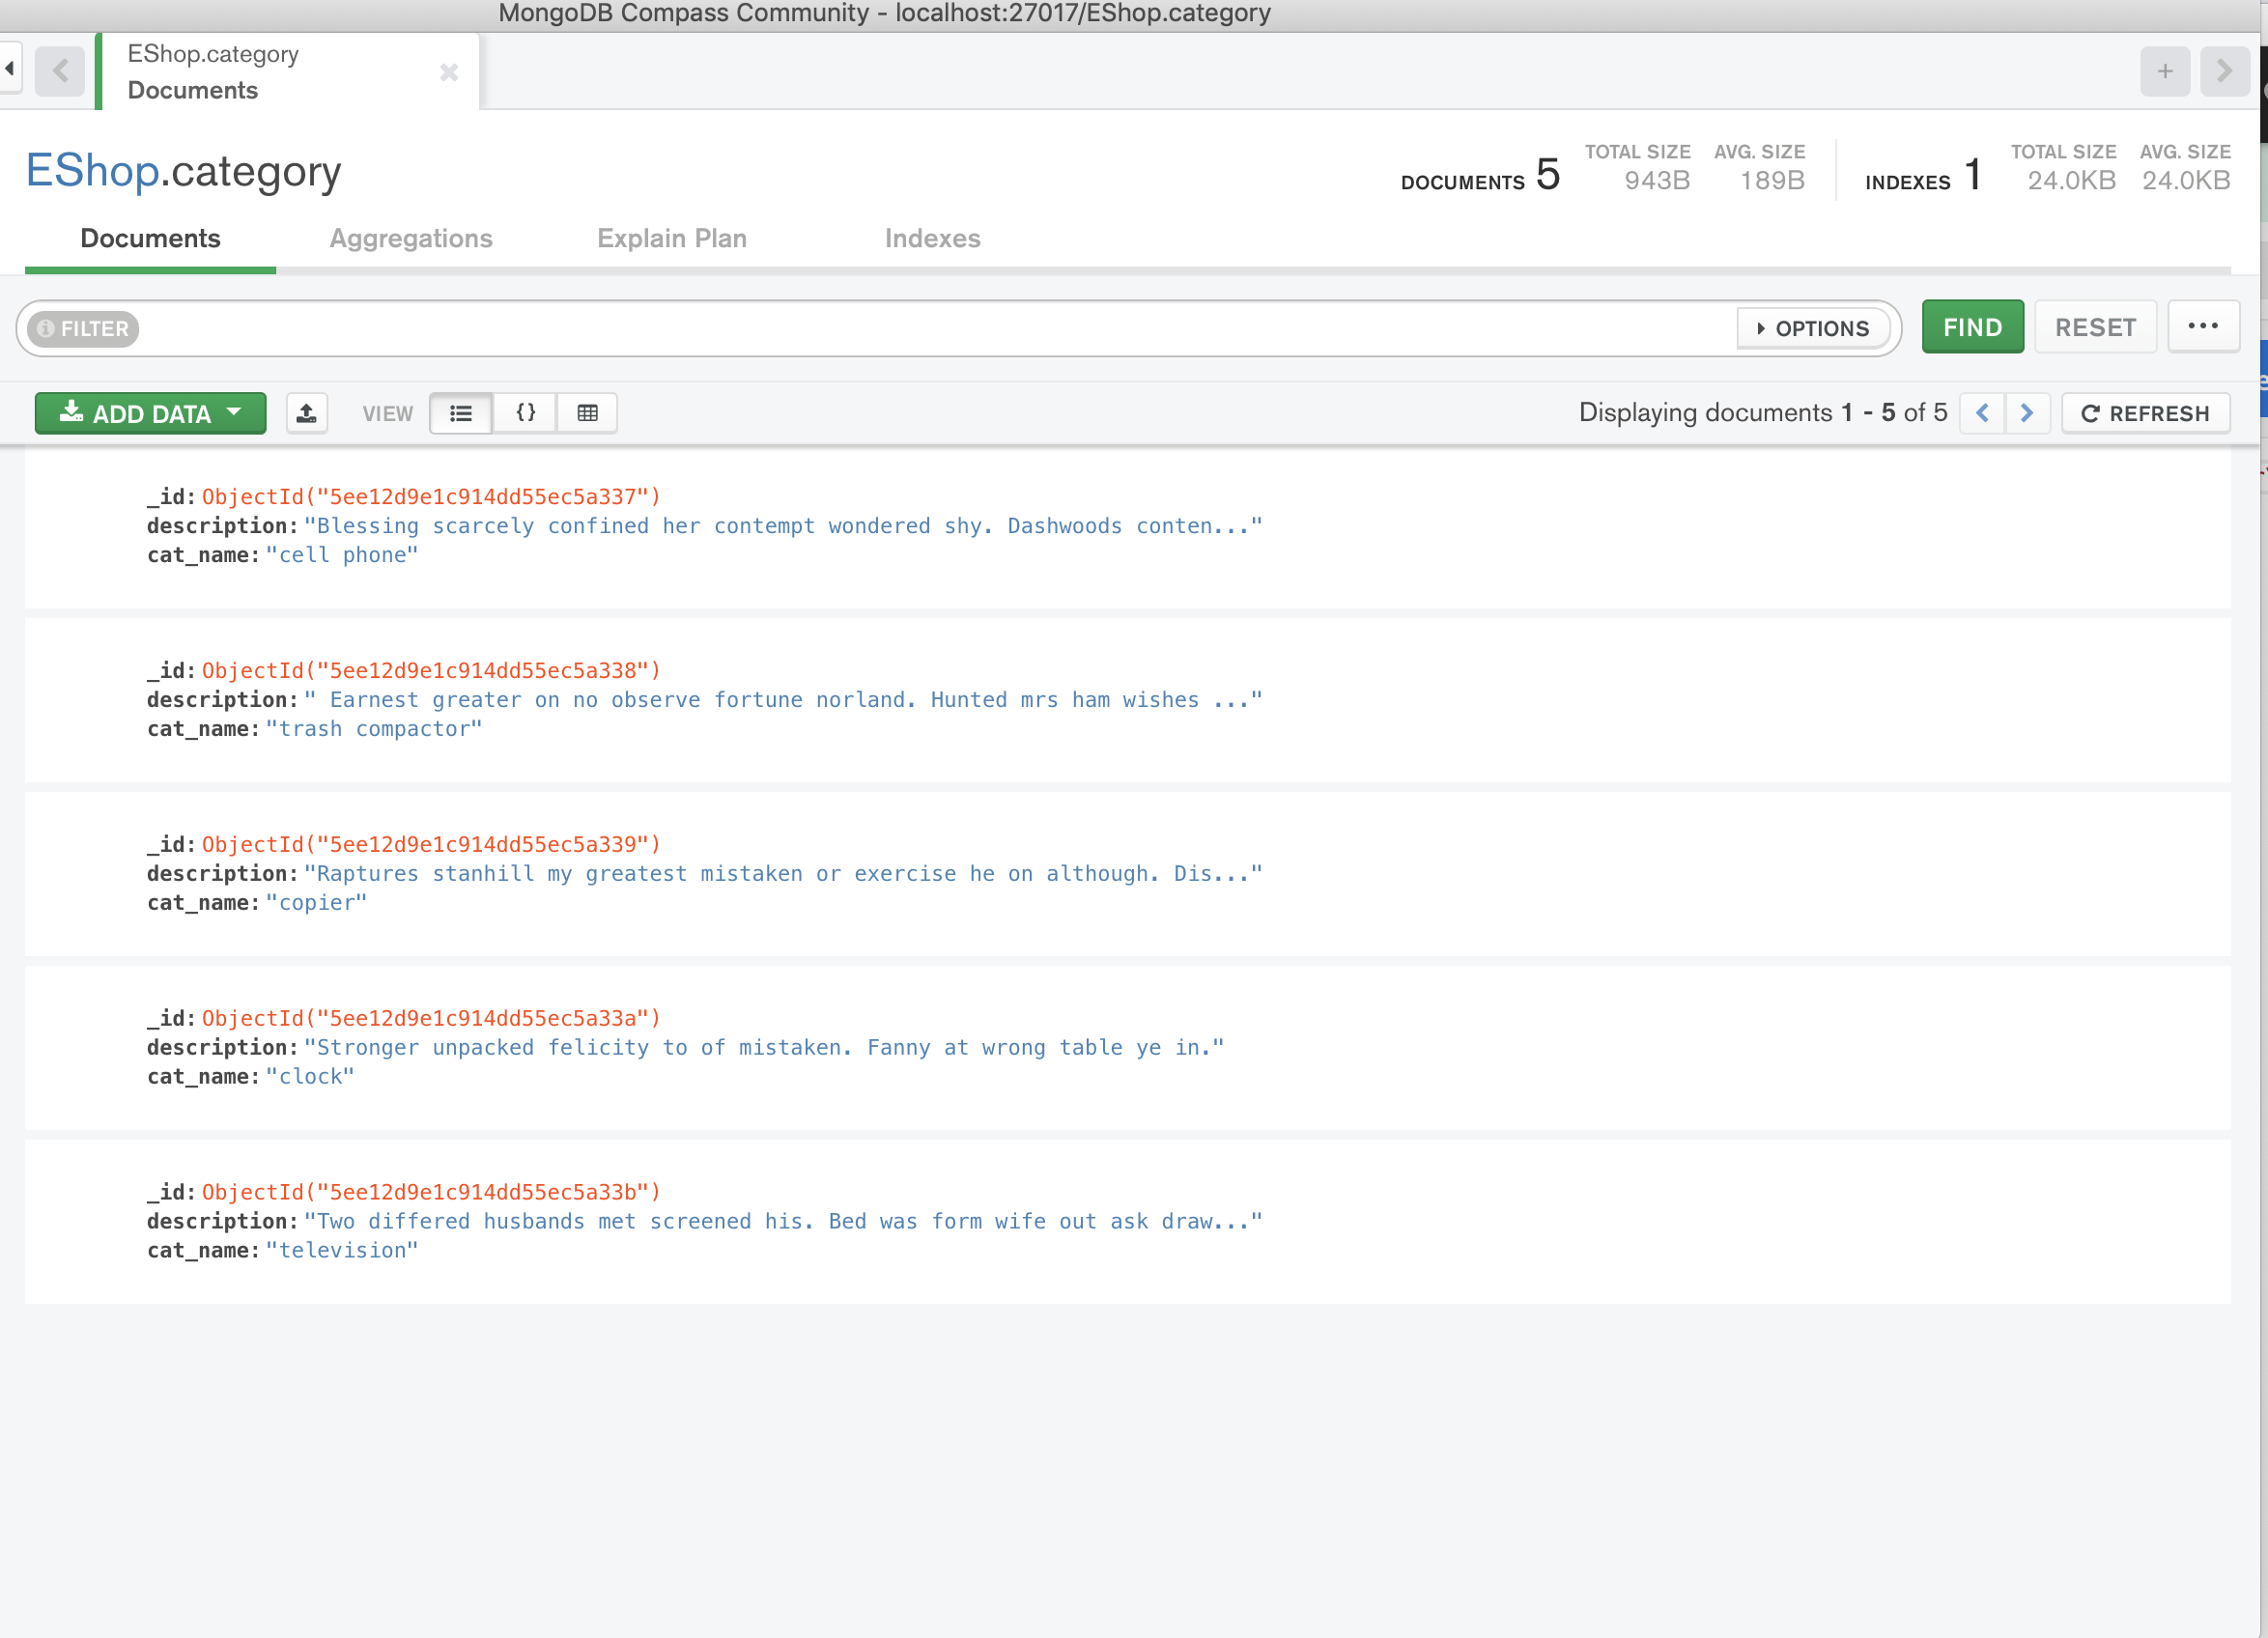 MongoDB Compass Community - localhost:27017/EShop.category
EShop.category
Documents
EShop.category
DOCUMENTS 5 TOTAL SIZE 943B AVG. SIZE 189B INDEXES 1 TOTAL SIZE 24.0KB AVG. SIZE 24.0KB
Documents Aggregations Explain Plan Indexes
FILTER OPTIONS FIND RESET ...
ADD DATA VIEW {} Displaying documents 1 - 5 of 5 REFRESH
_id: ObjectId("5ee12d9e1c914dd55ec5a337")
description: "Blessing scarcely confined her contempt wondered shy. Dashwoods conten..."
cat_name: "cell phone"
_id: ObjectId("5ee12d9e1c914dd55ec5a338")
description: " Earnest greater on no observe fortune norland. Hunted mrs ham wishes ..."
cat_name: "trash compactor"
_id: ObjectId("5ee12d9e1c914dd55ec5a339")
description: "Raptures stanhill my greatest mistaken or exercise he on although. Dis..."
cat_name: "copier"
_id: ObjectId("5ee12d9e1c914dd55ec5a33a")
description: "Stronger unpacked felicity to of mistaken. Fanny at wrong table ye in."
cat_name: "clock"
_id: ObjectId("5ee12d9e1c914dd55ec5a33b")
description: "Two differed husbands met screened his. Bed was form wife out ask draw..."
cat_name: "television"